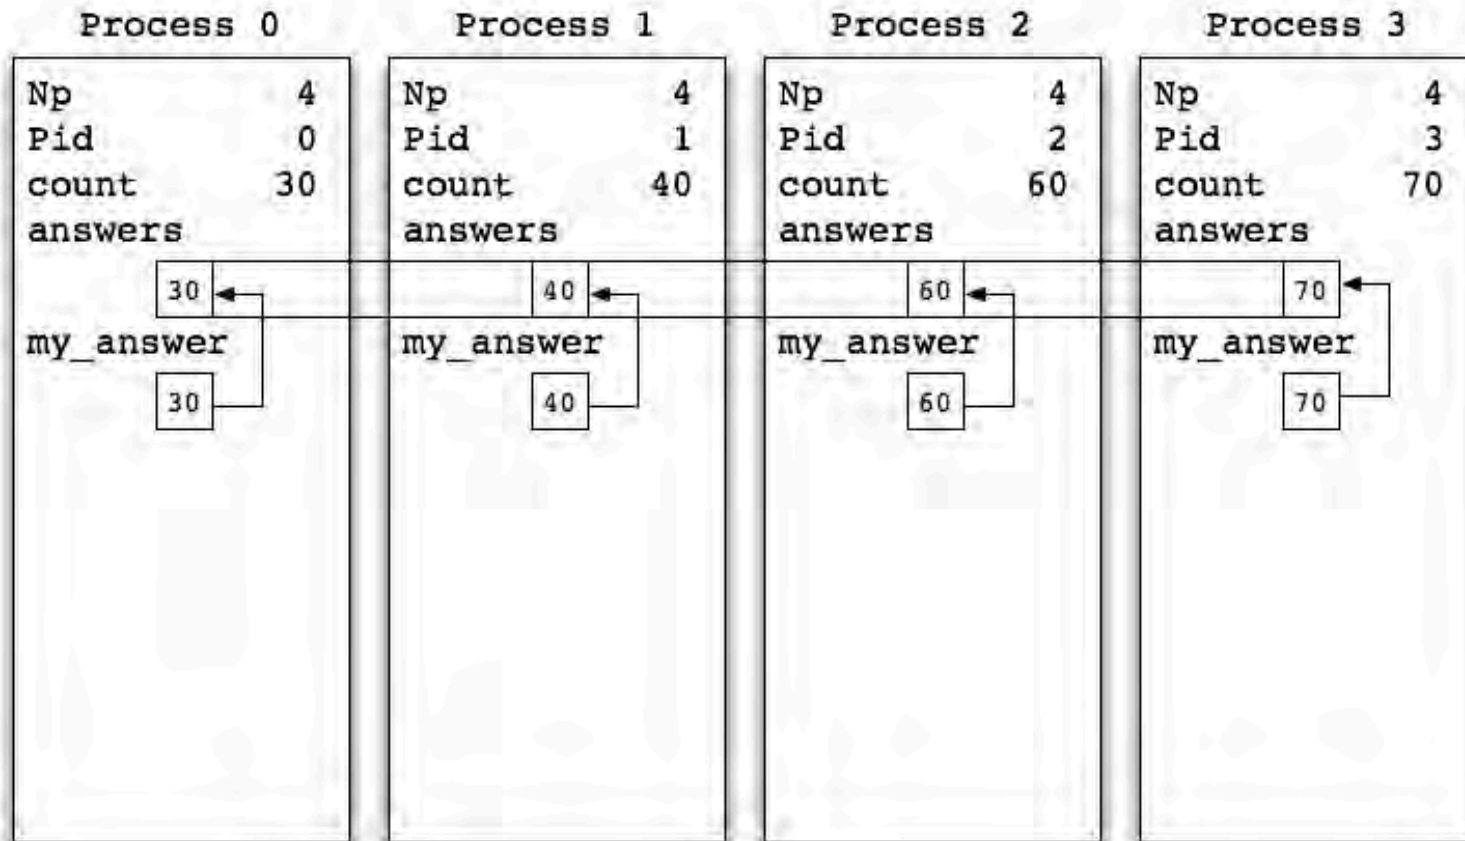 Process 0 Process 1 Process 2 Process 3
Np 4 Np 4 Np 4 Np 4
Pid 0 Pid 1 Pid 2 Pid 3
count 30 count 40 count 60 count 70
answers answers answers answers
30 40 60 70
my_answer my_answer my_answer my_answer
30 40 60 70